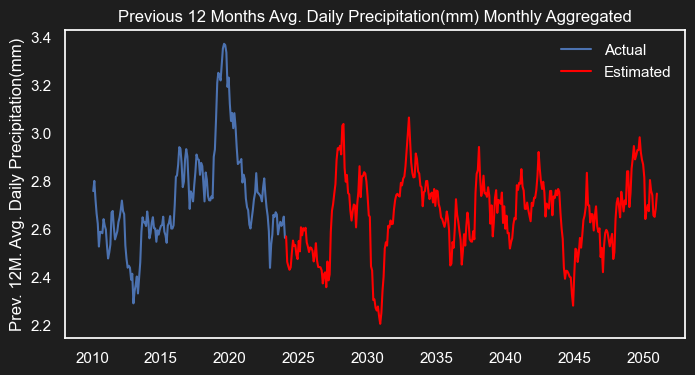 Previous 12 Months Avg. Daily Precipitation(mm) Monthly Aggregated
Prev. 12M. Avg. Daily Precipitation(mm)
3.4
3.2
3.0
2.8
2.6
2.4
2.2
Actual
Estimated
2010 2015 2020 2025 2030 2035 2040 2045 2050